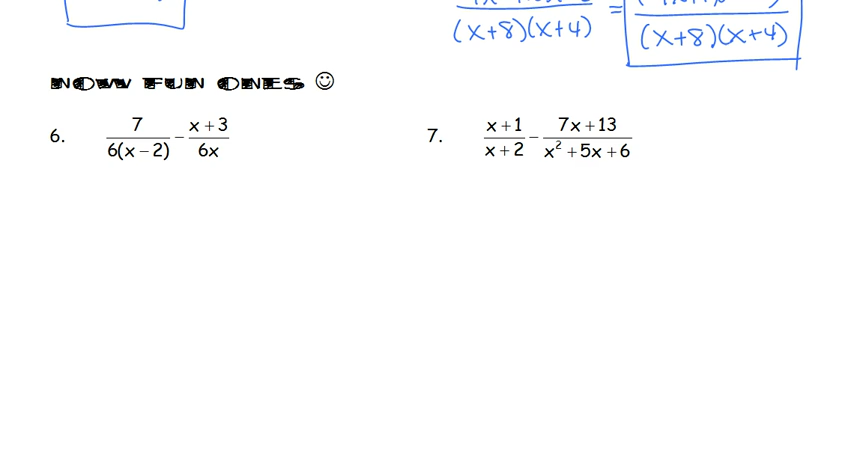 (x+8)(x+4) = (x+8)(x+4)
NOW FUN ONES ☺
6. 7/6(x − 2) − x + 3/6x
7. x + 1/x + 2 − 7x + 13/x² + 5x + 6